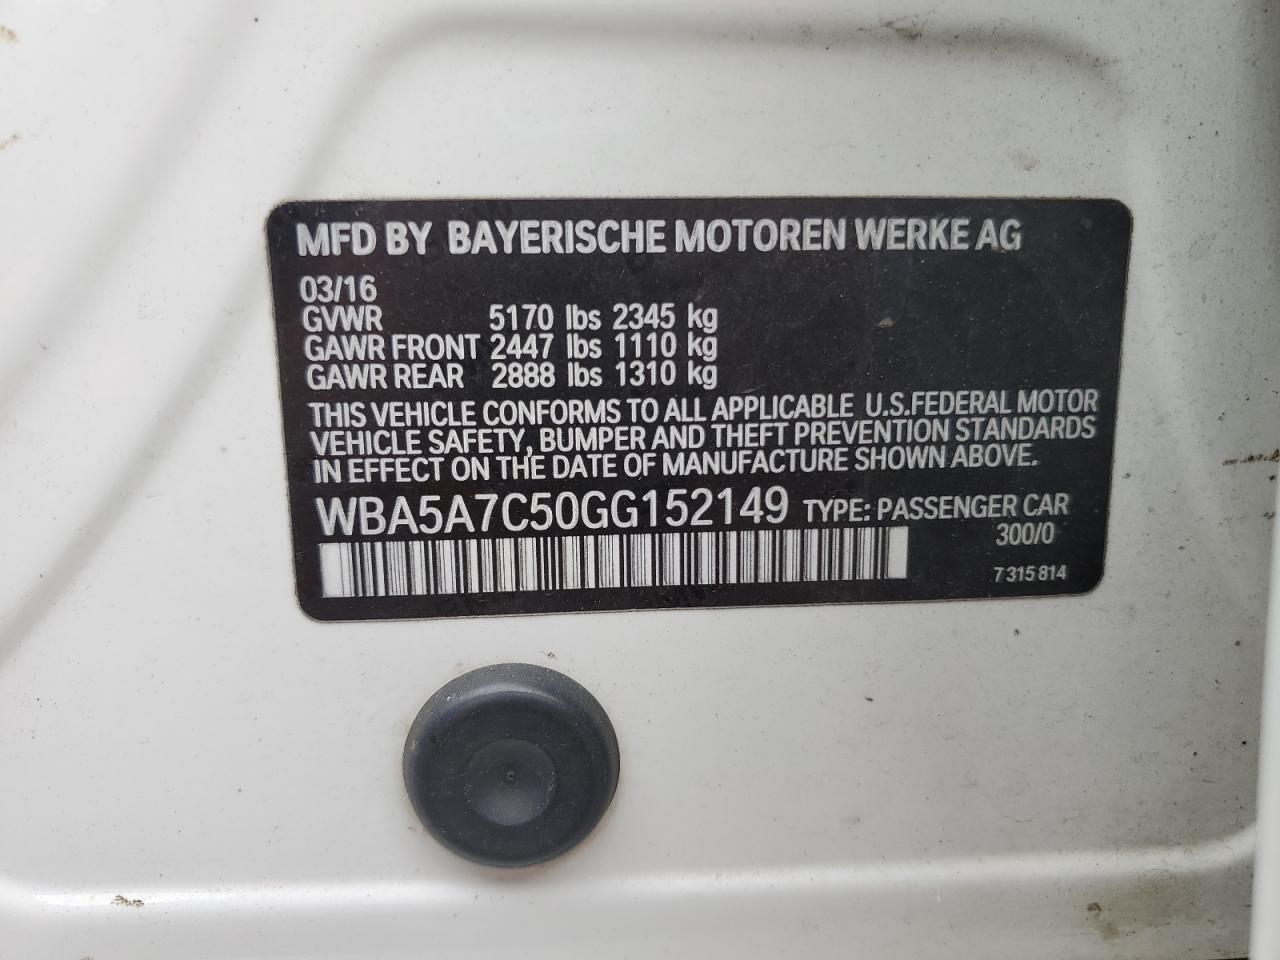 MFD BY BAYERISCHE MOTOREN WERKE AG
03/16
GVWR 5170 lbs 2345 kg
GAWR FRONT 2447 lbs 1110 kg
GAWR REAR 2888 lbs 1310 kg
THIS VEHICLE CONFORMS TO ALL APPLICABLE U.S.FEDERAL MOTOR
VEHICLE SAFETY, BUMPER AND THEFT PREVENTION STANDARDS
IN EFFECT ON THE DATE OF MANUFACTURE SHOWN ABOVE.
WBA5A7C50GG152149 TYPE: PASSENGER CAR
300/0
7 315 814